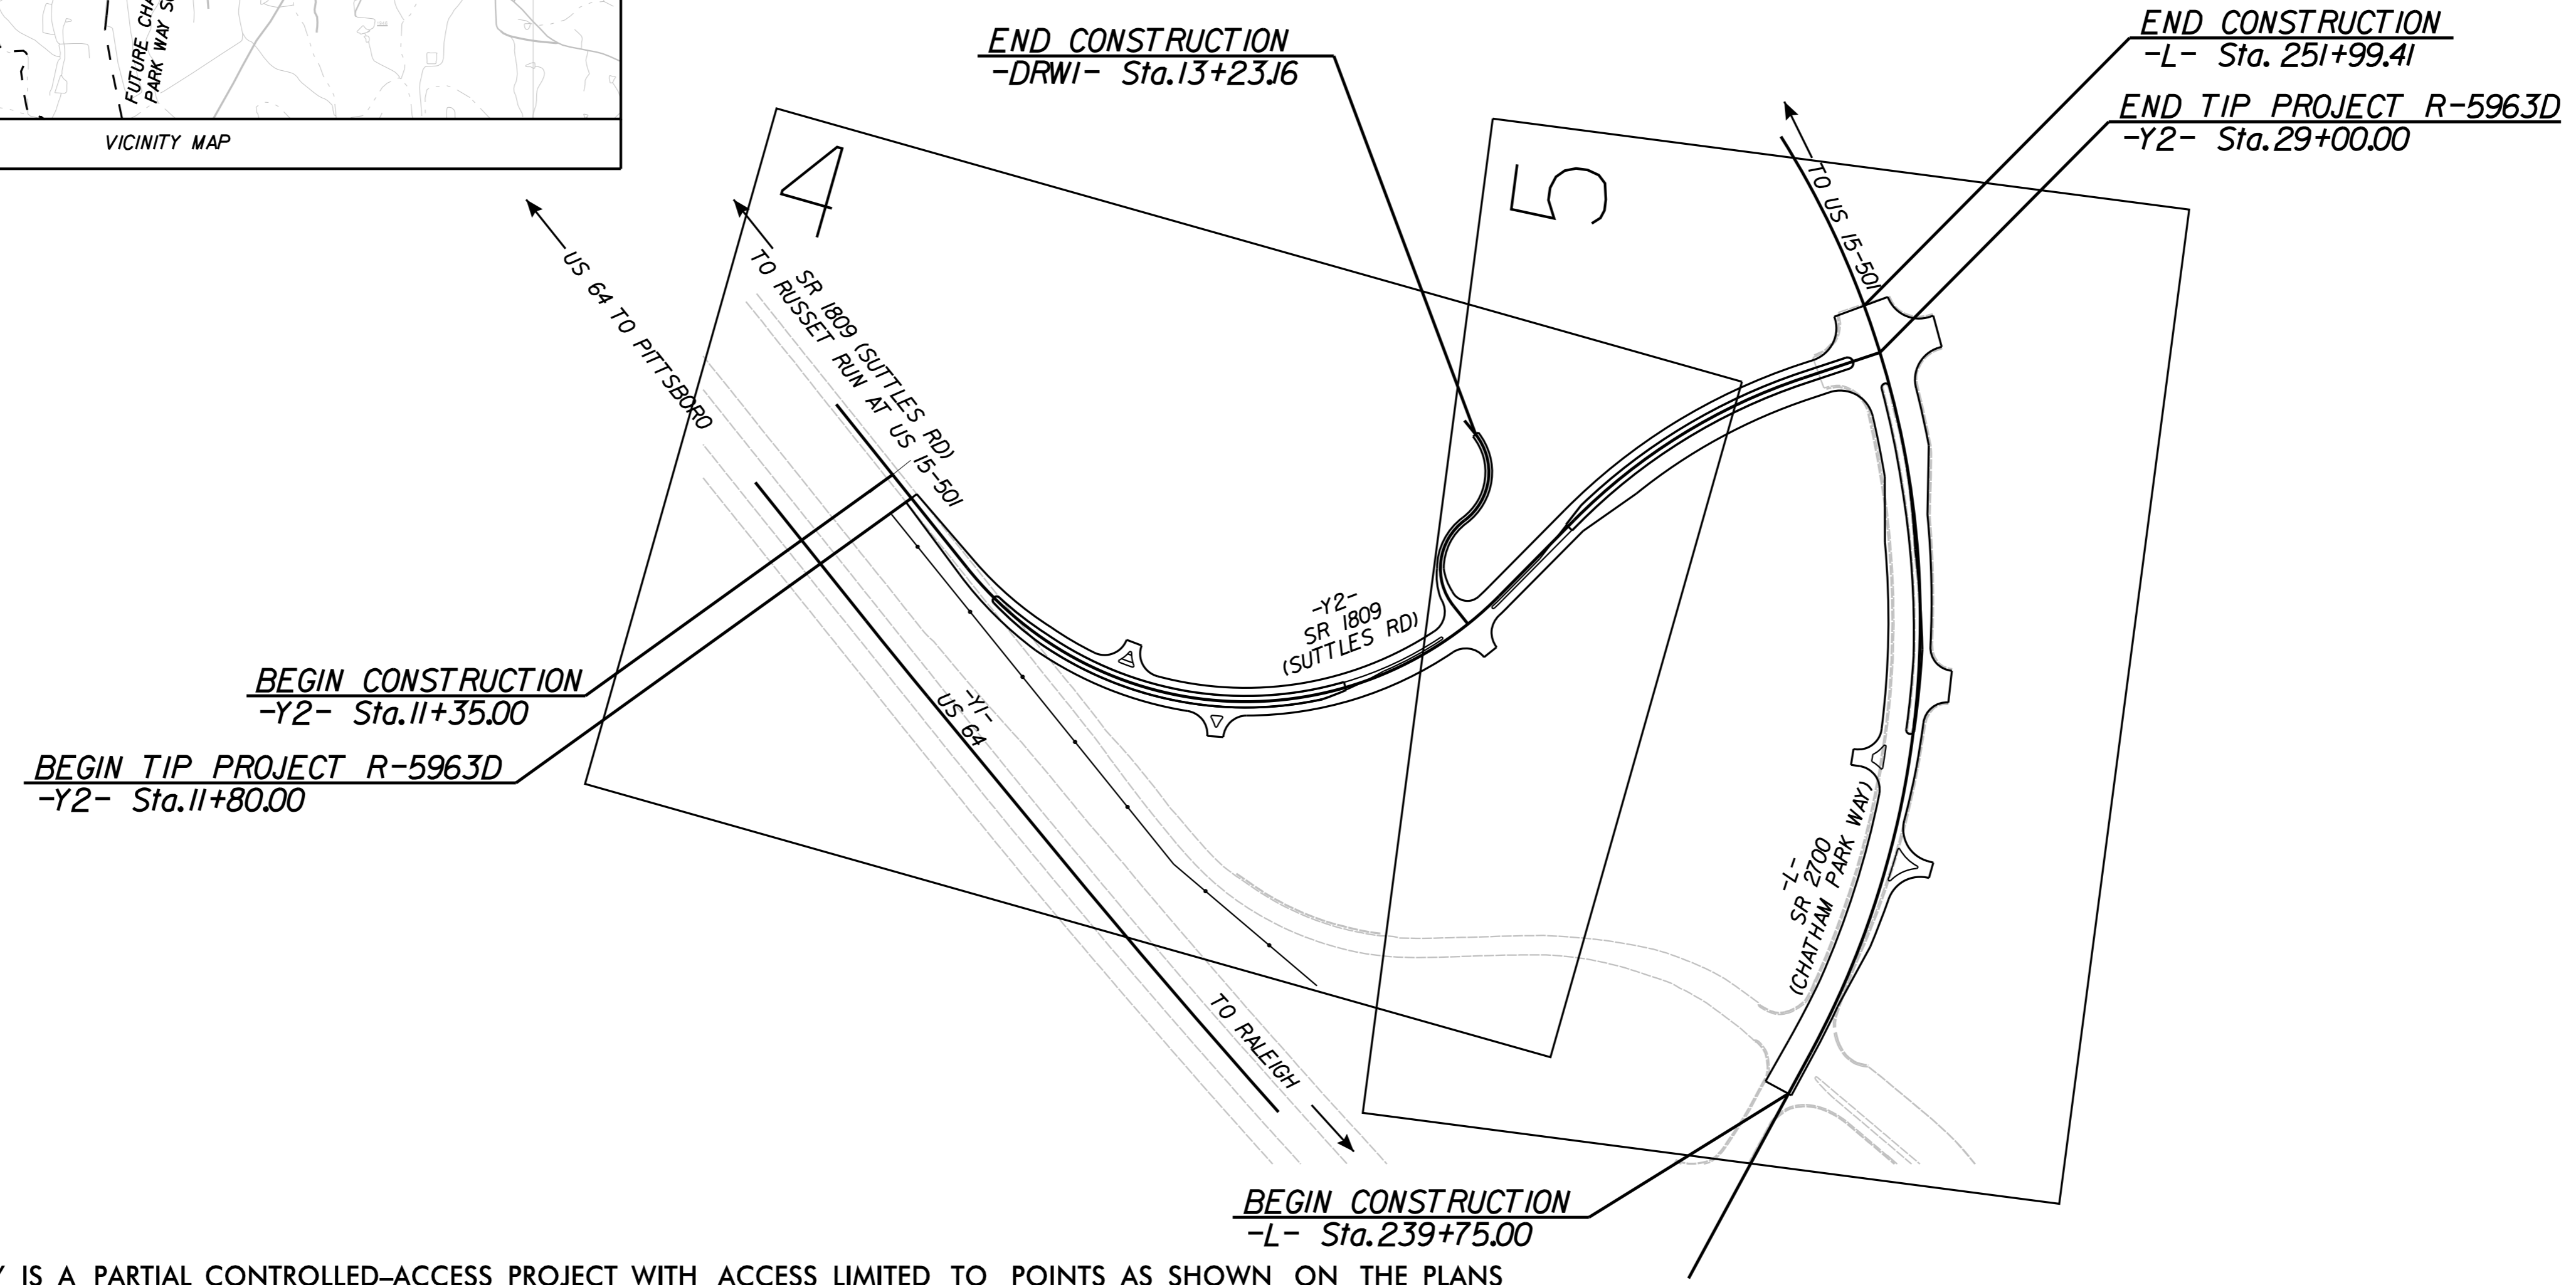 FUTURE CHA
PARK WAY S
VICINITY MAP
END CONSTRUCTION
-DRW1- Sta.13+23.16
END CONSTRUCTION
-L- Sta. 251+99.41
END TIP PROJECT R-5963D
-Y2- Sta.29+00.00
4
5
TO US 15-501
US 64 TO PITTSBORO
SR 1809 (SUTTLES RD)
TO RUSSET RUN AT US 15-501
-Y2-
SR 1809
(SUTTLES RD)
BEGIN CONSTRUCTION
-Y2- Sta.11+35.00
BEGIN TIP PROJECT R-5963D
-Y2- Sta.11+80.00
-Y1-
US 64
-L-
SR 2700
(CHATHAM PARK WAY)
TO RALEIGH
BEGIN CONSTRUCTION
-L- Sta.239+75.00
Y IS A PARTIAL CONTROLLED-ACCESS PROJECT WITH ACCESS LIMITED TO POINTS AS SHOWN ON THE PLANS